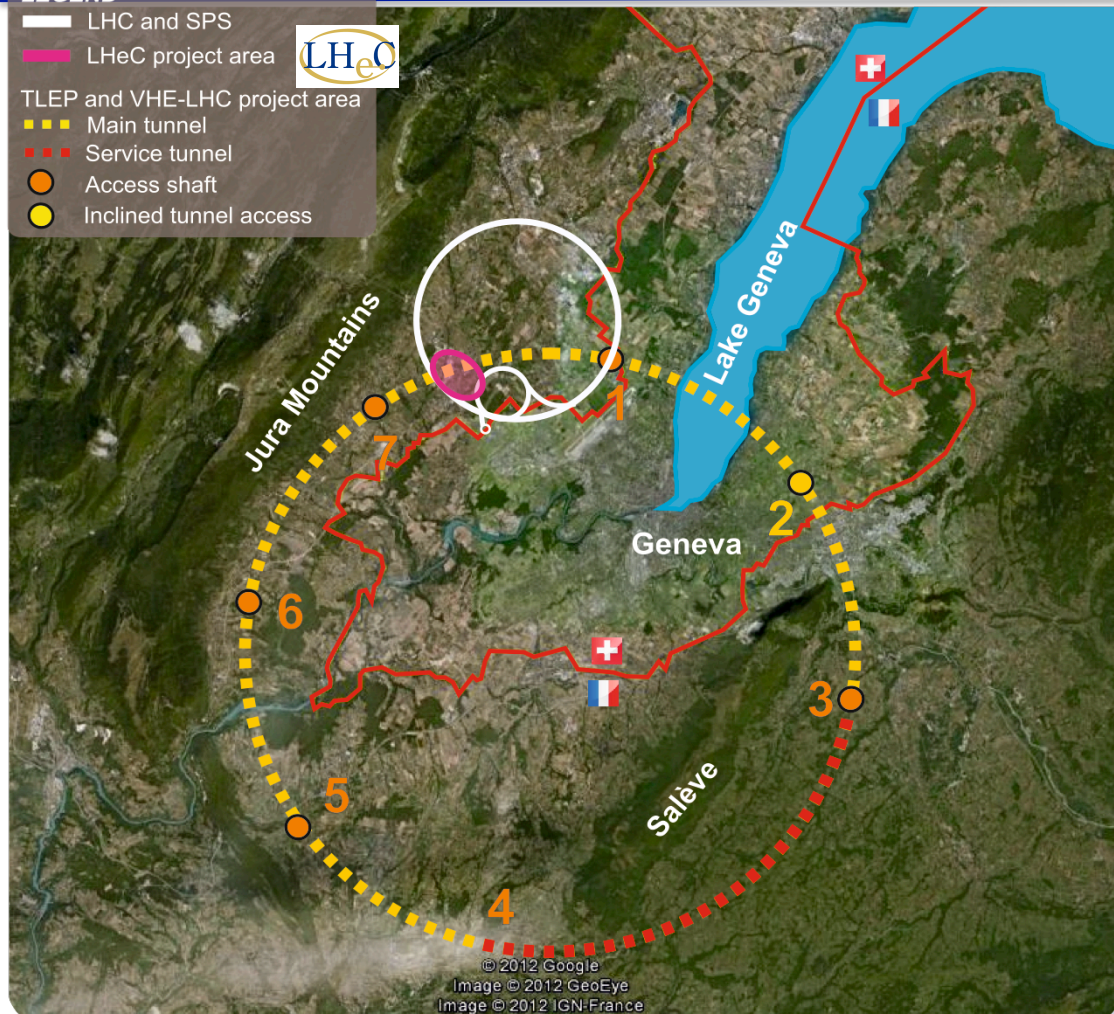 LEGEND
LHC and SPS
LHeC project area
LHeC
TLEP and VHE-LHC project area
Main tunnel
Service tunnel
Access shaft
Inclined tunnel access
Jura Mountains
Lake Geneva
1
7
2
Geneva
6
3
Salève
5
4
© 2012 Google
Image © 2012 GeoEye
Image © 2012 IGN-France